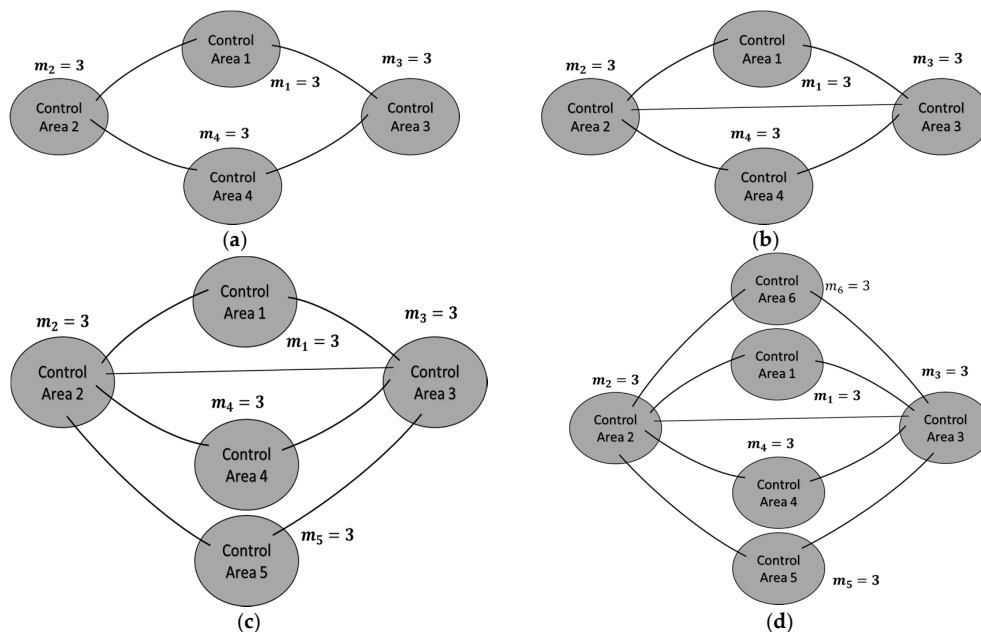 Control
Area 1
m₂ = 3
m₃ = 3
m₁ = 3
Control
Area 2
Control
Area 3
m₄ = 3
Control
Area 4
(a)
Control
Area 1
m₂ = 3
m₃ = 3
m₁ = 3
Control
Area 2
Control
Area 3
m₄ = 3
Control
Area 4
(b)
Control
Area 1
m₂ = 3
m₃ = 3
m₁ = 3
Control
Area 2
Control
Area 3
m₄ = 3
Control
Area 4
m₅ = 3
Control
Area 5
(c)
Control
Area 6
m₆ = 3
Control
Area 1
m₂ = 3
m₃ = 3
m₁ = 3
Control
Area 2
Control
Area 3
m₄ = 3
Control
Area 4
Control
Area 5
m₅ = 3
(d)